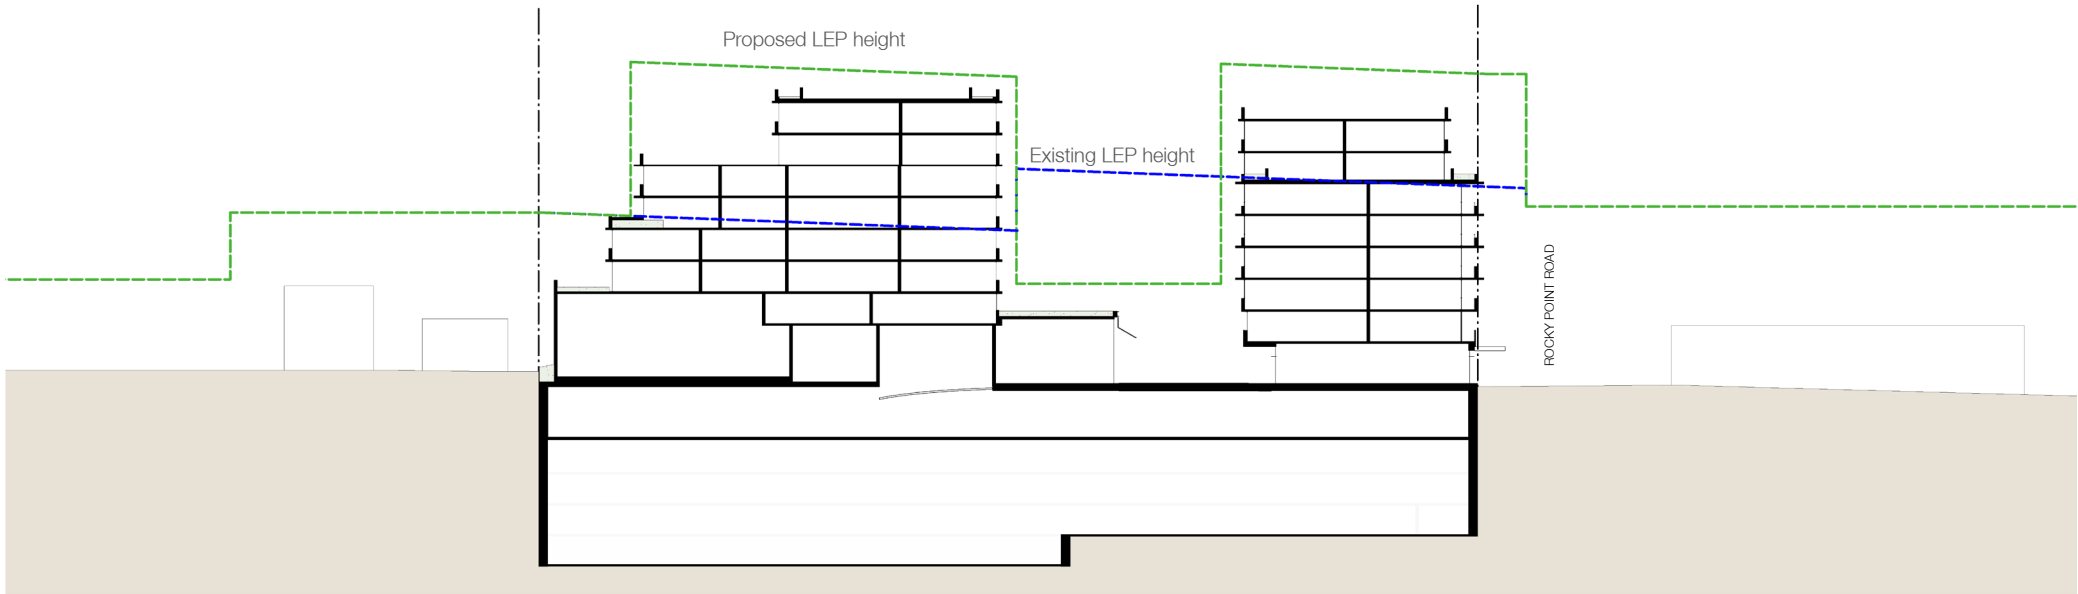 Proposed LEP height
Existing LEP height
ROCKY POINT ROAD